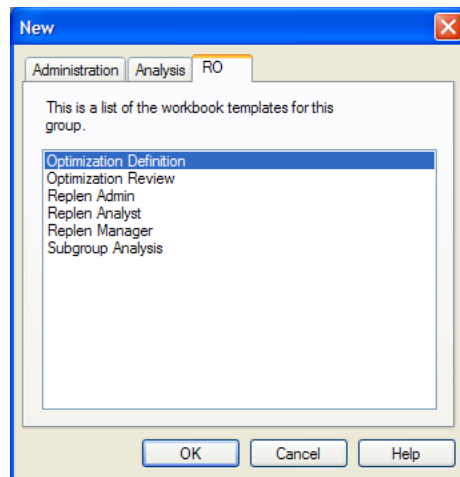 New
Administration Analysis RO
This is a list of the workbook templates for this
group.
Optimization Definition
Optimization Review
Replen Admin
Replen Analyst
Replen Manager
Subgroup Analysis
OK Cancel Help